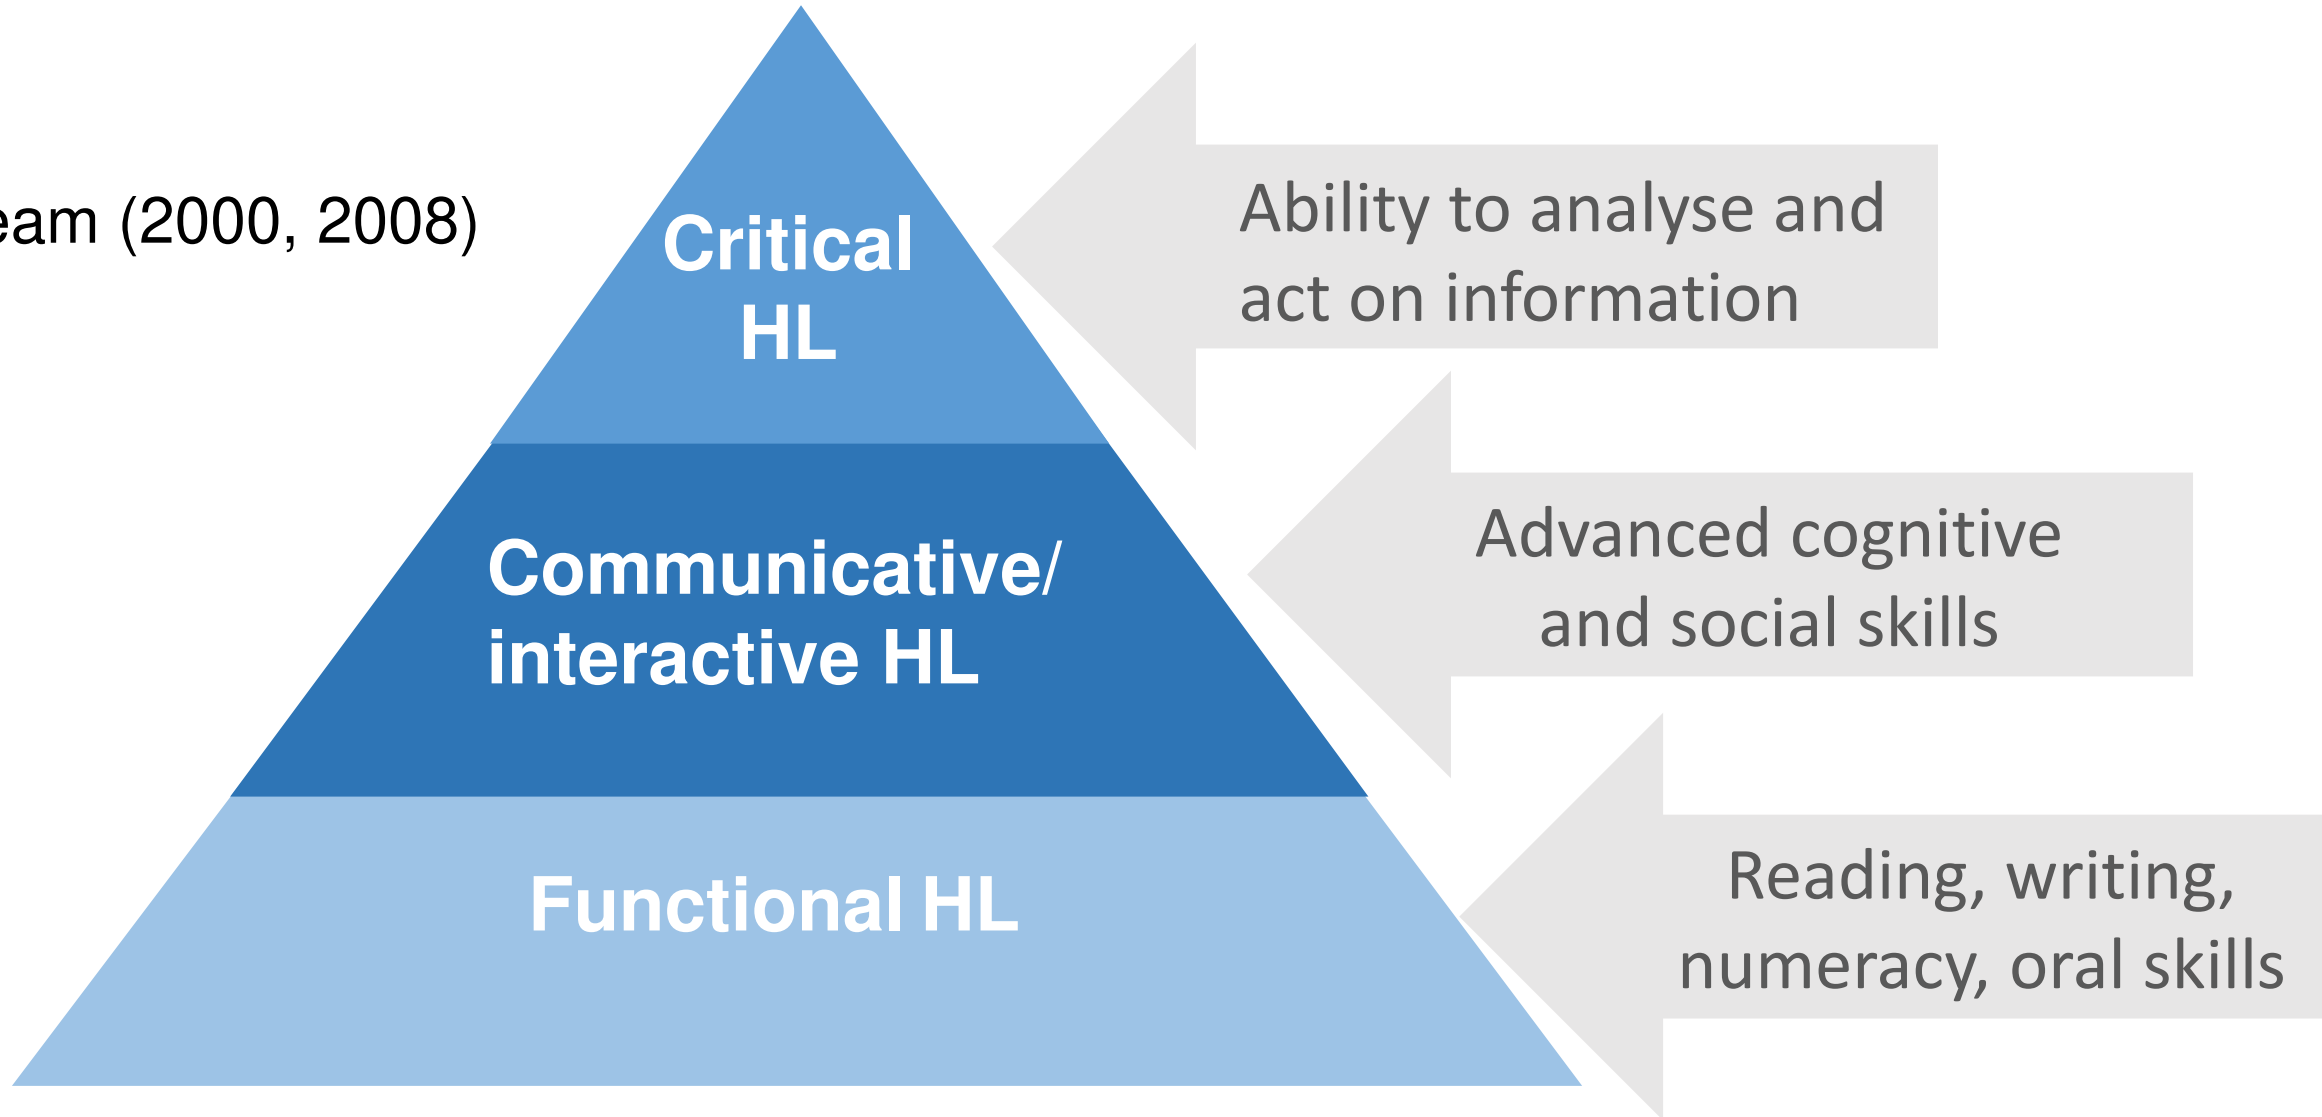 (2000, 2008)
Critical
HL
Ability to analyse and
act on information
Communicative/
interactive HL
Advanced cognitive
and social skills
Functional HL
Reading, writing,
numeracy, oral skills